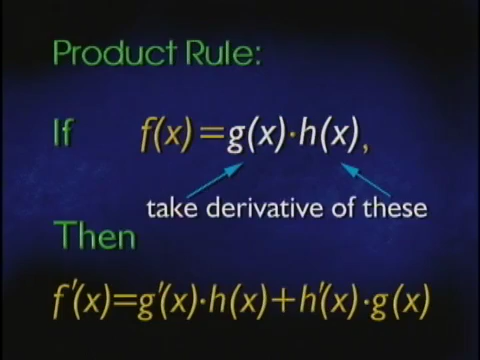 Product Rule:
If f(x)=g(x)·h(x),
take derivative of these
Then
f'(x)=g'(x)·h(x)+h'(x)·g(x)